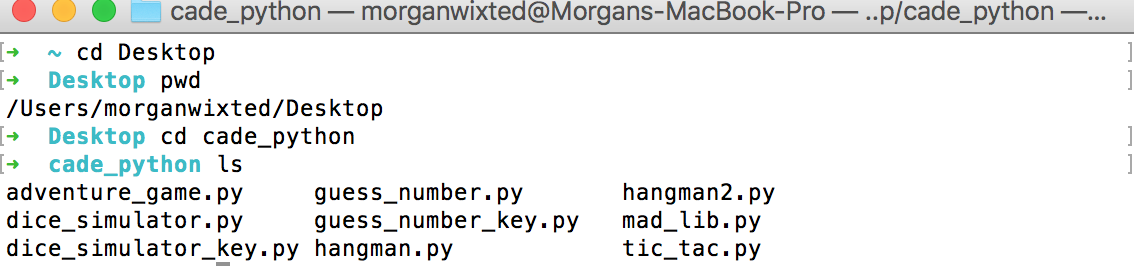 cade_python — morganwixted@Morgans-MacBook-Pro — ..p/cade_python —...
[➜  ~ cd Desktop ]
[➜  Desktop pwd ]
/Users/morganwixted/Desktop
[➜  Desktop cd cade_python ]
[➜  cade_python ls ]
adventure_game.py     guess_number.py       hangman2.py
dice_simulator.py     guess_number_key.py   mad_lib.py
dice_simulator_key.py hangman.py            tic_tac.py